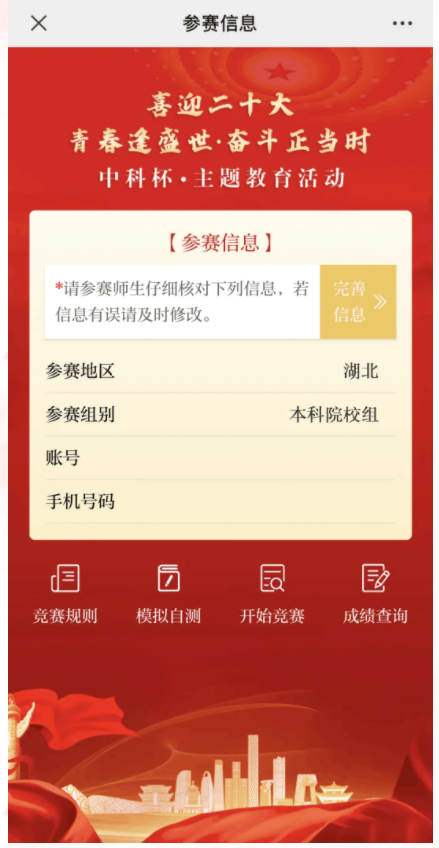 参赛信息
喜迎二十大
青春逢盛世·奋斗正当时
中科杯·主题教育活动
【参赛信息】
*请参赛师生仔细核对下列信息，若
信息有误请及时修改。
完善
信息
参赛地区 湖北
参赛组别 本科院校组
账号
手机号码
竞赛规则 模拟自测 开始竞赛 成绩查询